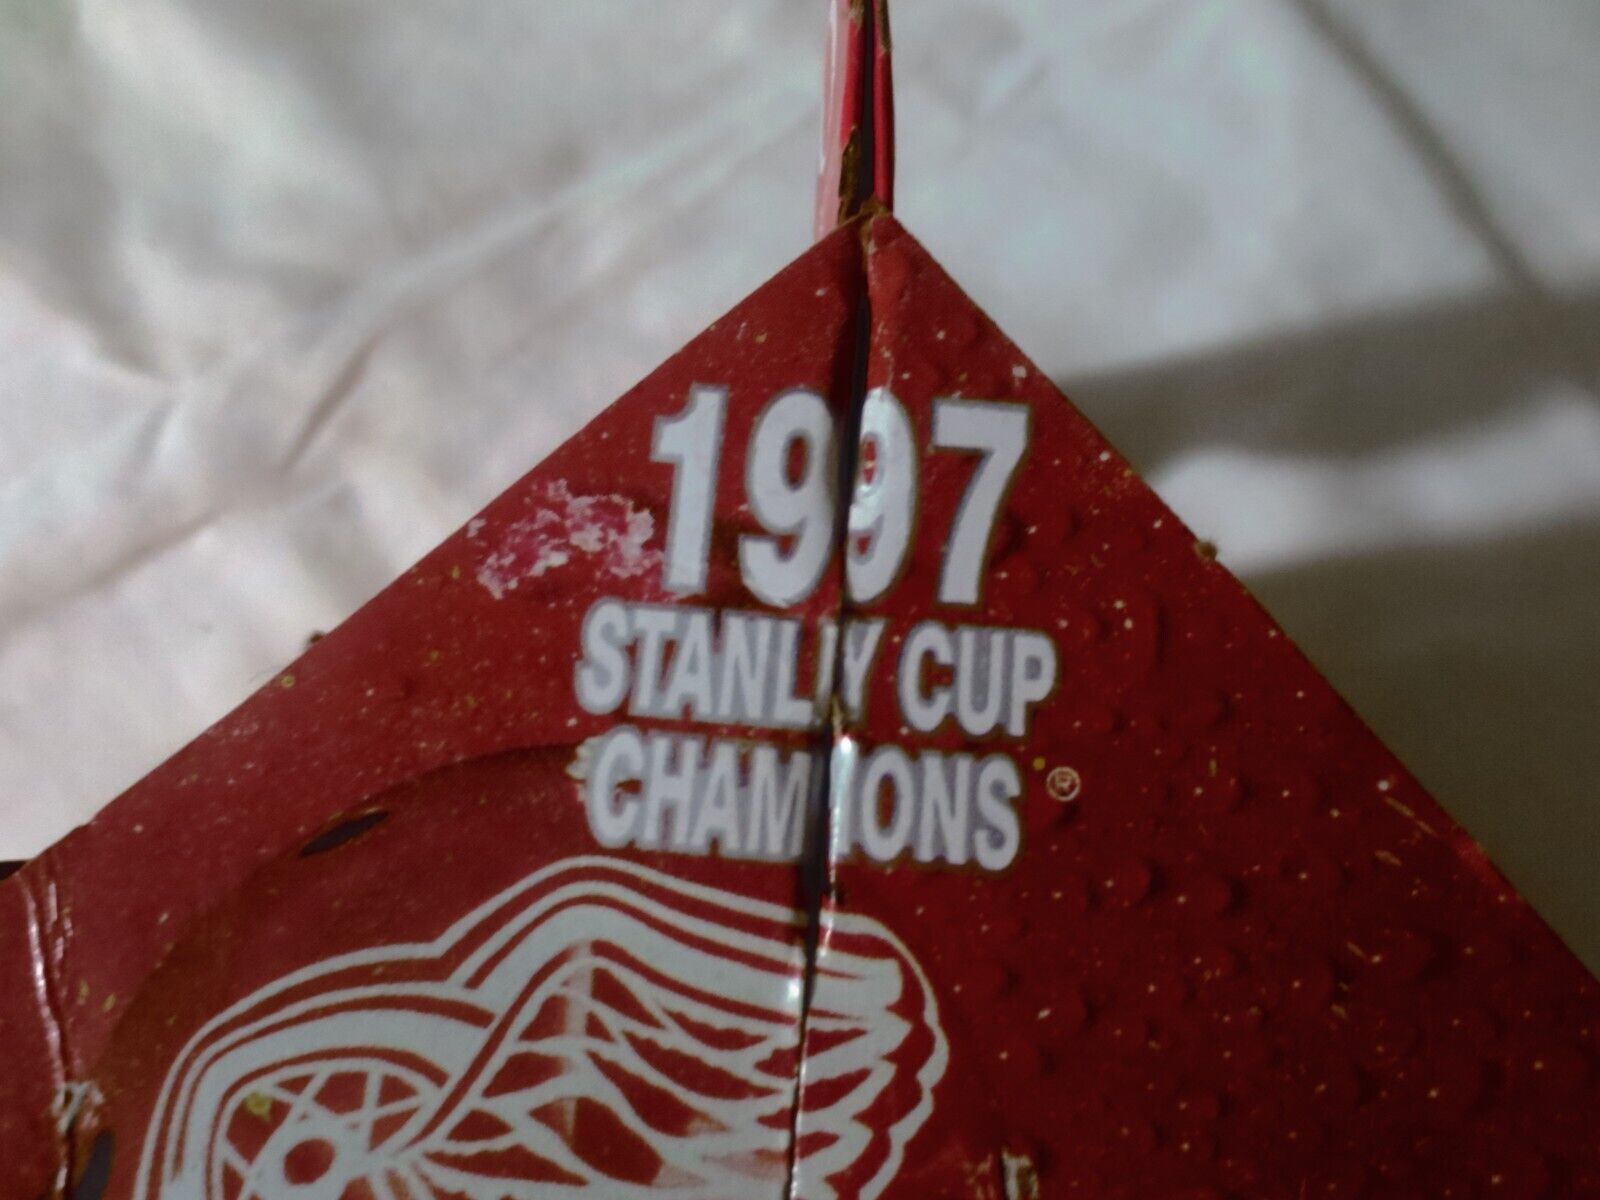 1997
STANLEY CUP
CHAMPIONS ®